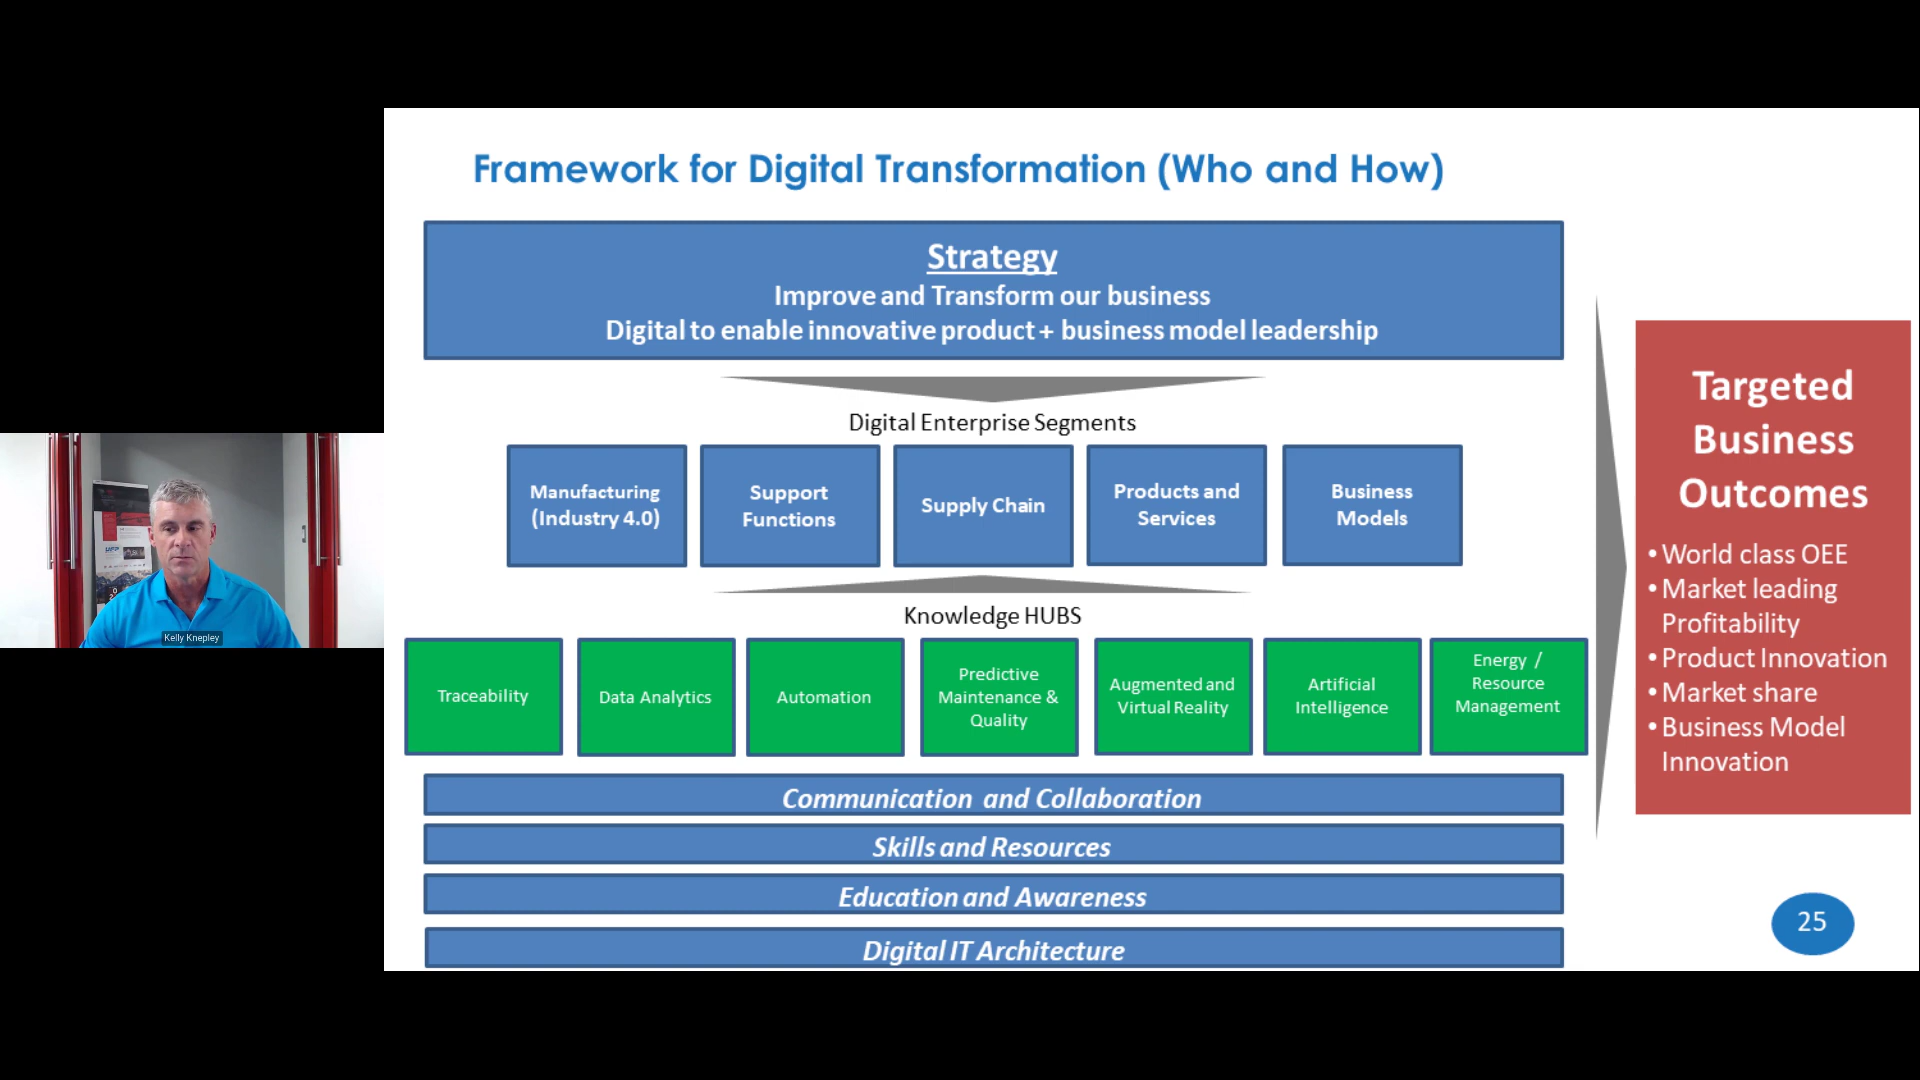 Framework for Digital Transformation (Who and How)
Strategy
Improve and Transform our business
Digital to enable innovative product + business model leadership
Digital Enterprise Segments
Manufacturing
(Industry 4.0)
Support
Functions
Supply Chain
Products and
Services
Business
Models
Knowledge HUBS
Traceability
Data Analytics
Automation
Predictive
Maintenance &
Quality
Augmented and
Virtual Reality
Artificial
Intelligence
Energy /
Resource
Management
Communication and Collaboration
Skills and Resources
Education and Awareness
Digital IT Architecture
Targeted
Business
Outcomes
• World class OEE
• Market leading
Profitability
• Product Innovation
• Market share
• Business Model
Innovation
25
Kelly Knepley